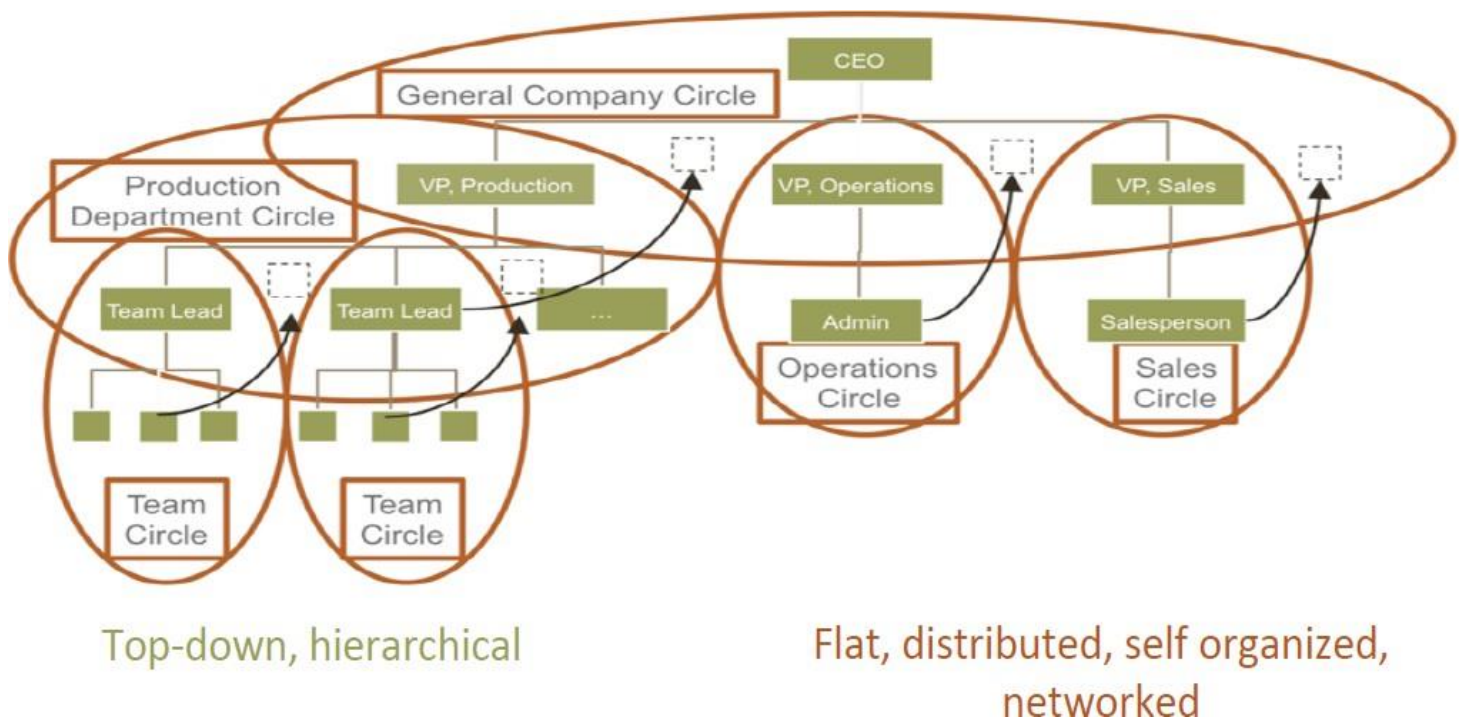 CEO
General Company Circle
Production
Department Circle
VP, Production
VP, Operations
VP, Sales
Team Lead
Team Lead
...
Admin
Salesperson
Operations
Circle
Sales
Circle
Team
Circle
Team
Circle
Top-down, hierarchical
Flat, distributed, self organized,
networked